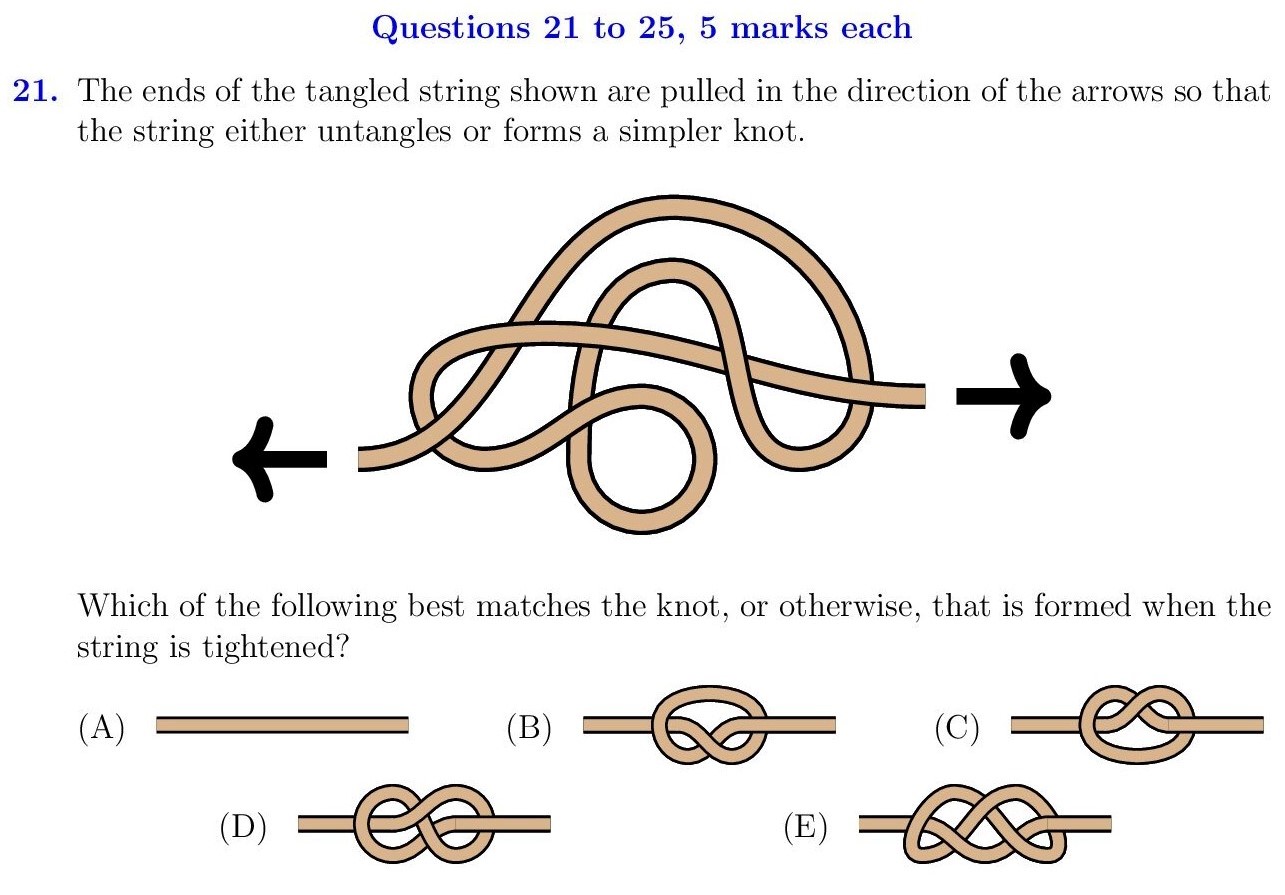 Questions 21 to 25, 5 marks each
21. The ends of the tangled string shown are pulled in the direction of the arrows so that
the string either untangles or forms a simpler knot.
Which of the following best matches the knot, or otherwise, that is formed when the
string is tightened?
(A) (B) (C)
(D) (E)